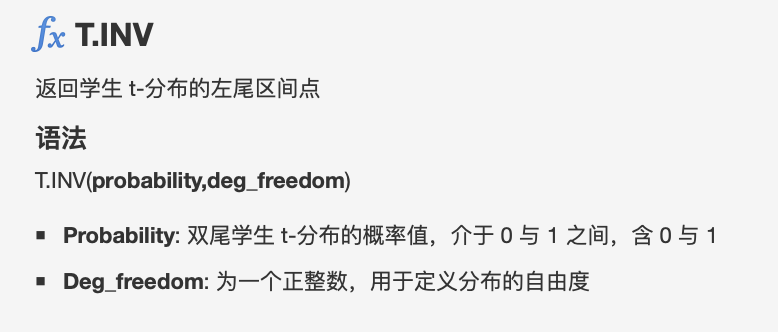 fx T.INV
返回学生 t-分布的左尾区间点
语法
T.INV(probability,deg_freedom)
▪ Probability: 双尾学生 t-分布的概率值，介于 0 与 1 之间，含 0 与 1
▪ Deg_freedom: 为一个正整数，用于定义分布的自由度